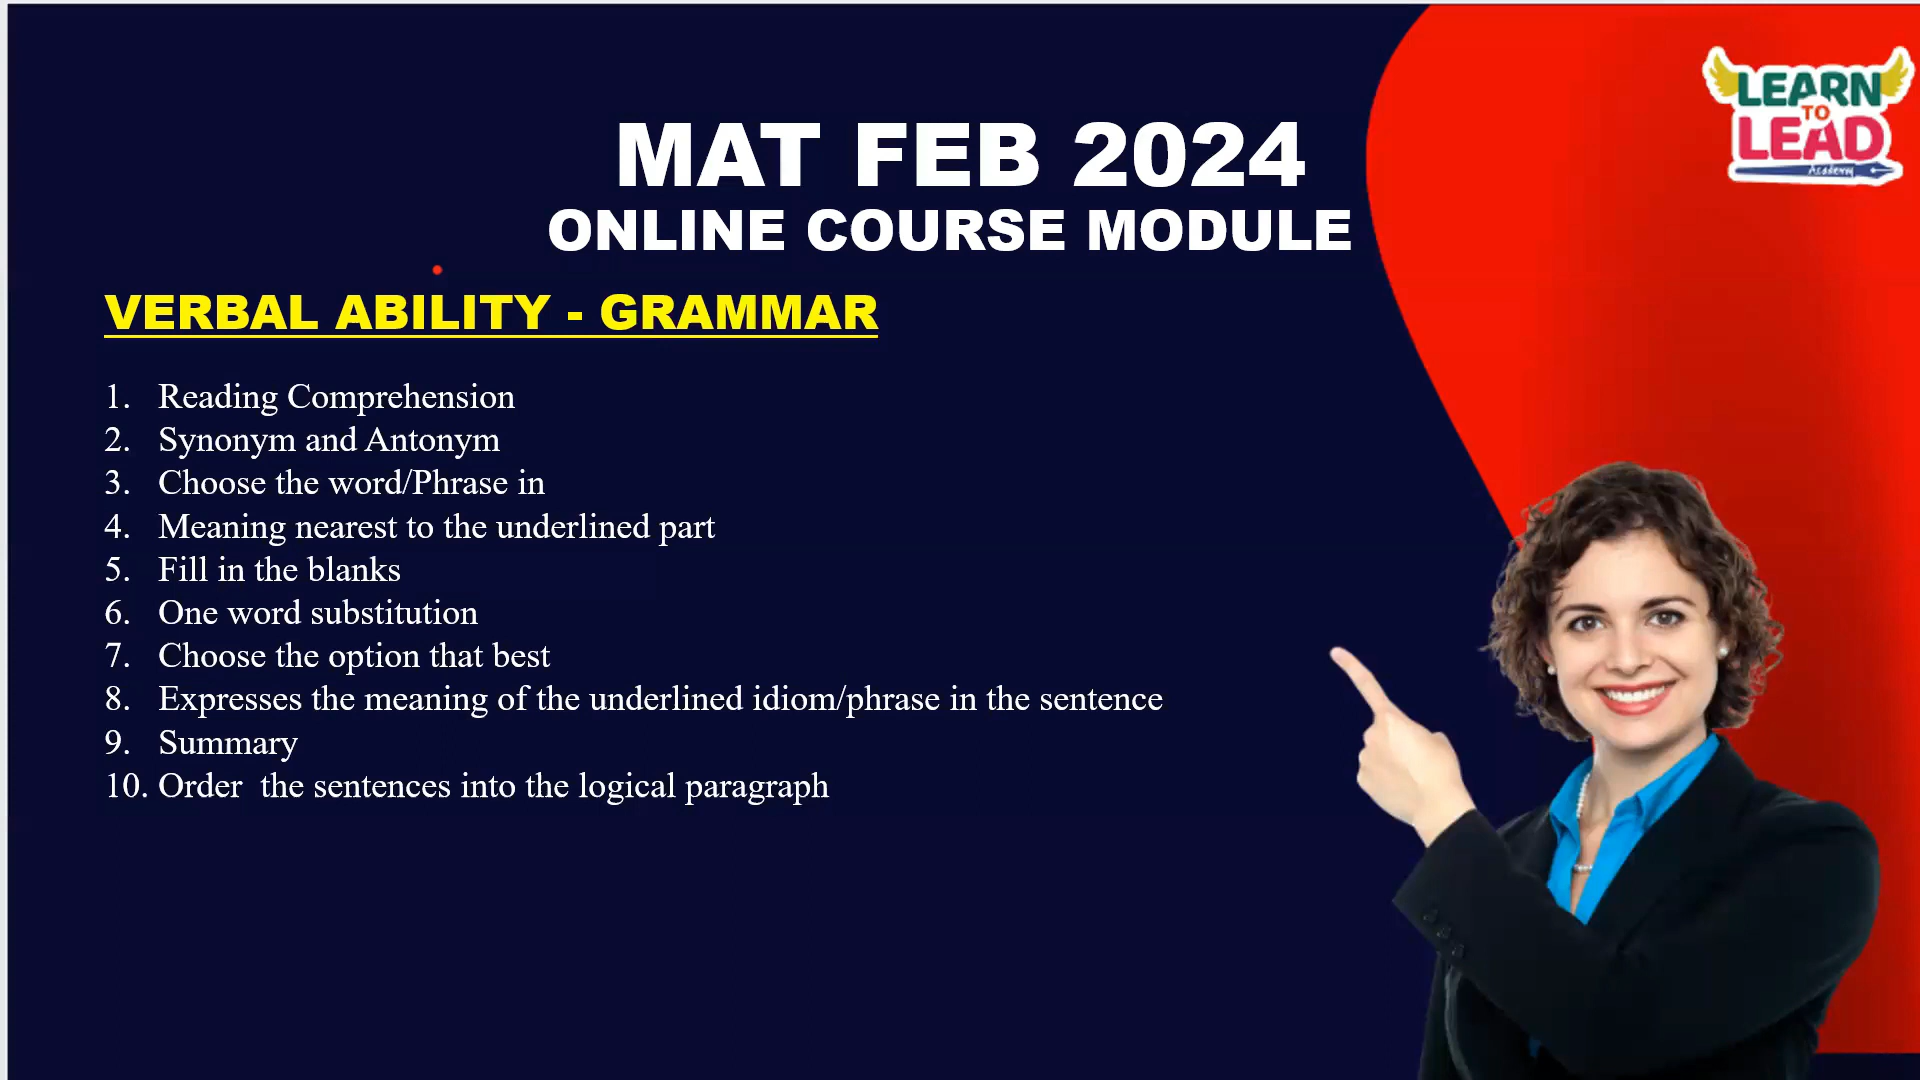 LEARN
TO
LEAD
Academy
MAT FEB 2024
ONLINE COURSE MODULE
VERBAL ABILITY - GRAMMAR
1. Reading Comprehension
2. Synonym and Antonym
3. Choose the word/Phrase in
4. Meaning nearest to the underlined part
5. Fill in the blanks
6. One word substitution
7. Choose the option that best
8. Expresses the meaning of the underlined idiom/phrase in the sentence
9. Summary
10. Order  the sentences into the logical paragraph